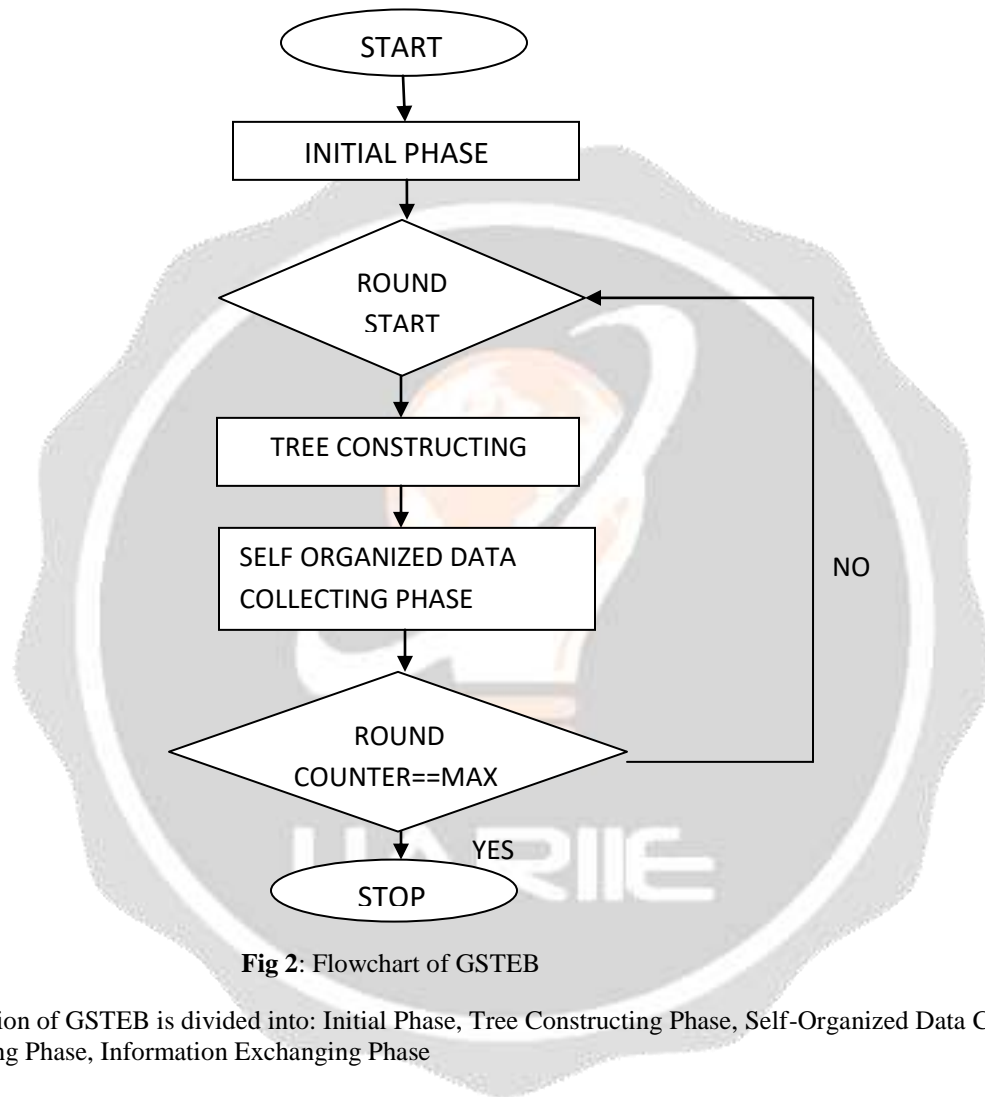 START
INITIAL PHASE
ROUND
START
TREE CONSTRUCTING
SELF ORGANIZED DATA
COLLECTING PHASE
NO
ROUND
COUNTER==MAX
YES
STOP
IJARIIE
Fig 2: Flowchart of GSTEB
ion of GSTEB is divided into: Initial Phase, Tree Constructing Phase, Self-Organized Data C
ng Phase, Information Exchanging Phase